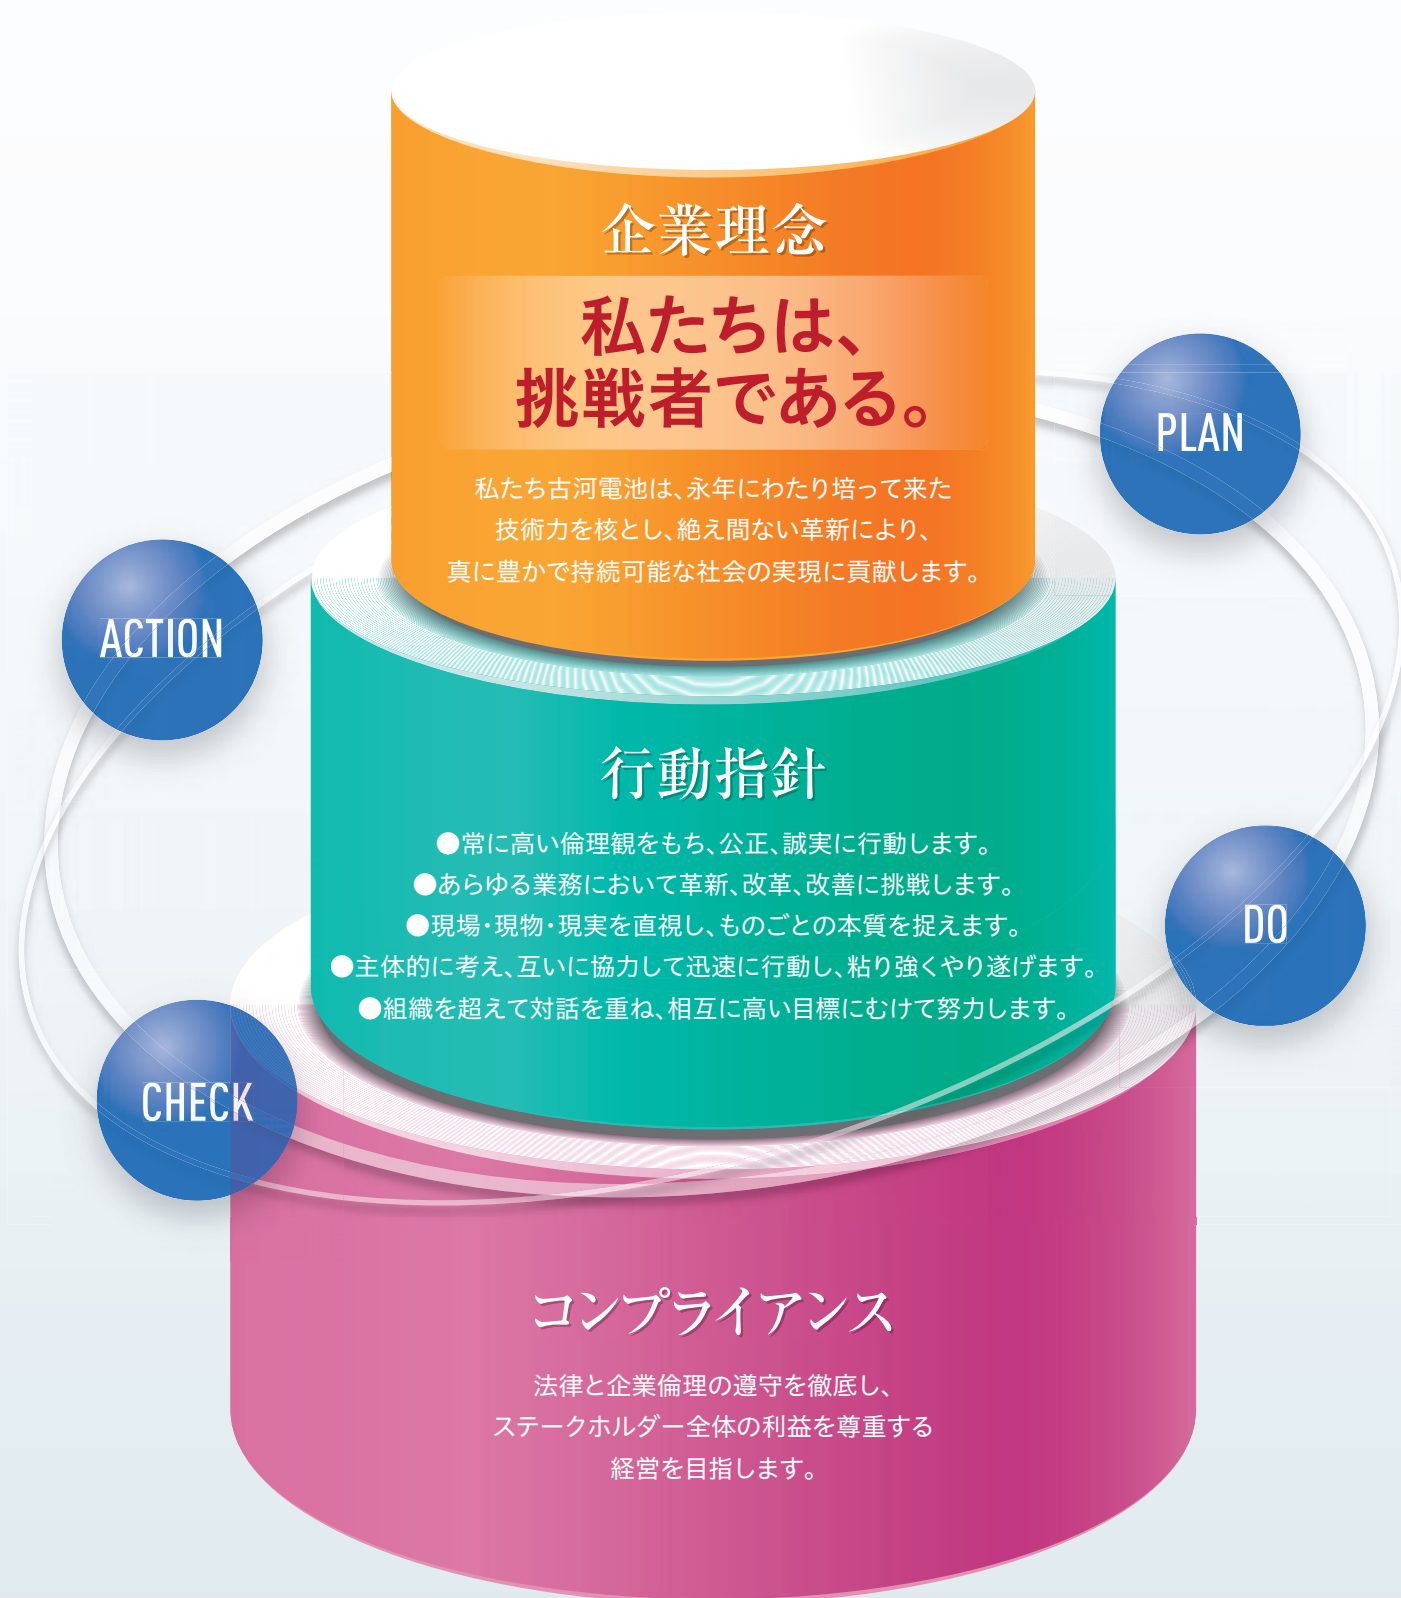 企業理念
私たちは、
挑戦者である。
私たち古河電池は、永年にわたり培って来た
技術力を核とし、絶え間ない革新により、
真に豊かで持続可能な社会の実現に貢献します。
PLAN
ACTION
行動指針
●常に高い倫理観をもち、公正、誠実に行動します。
●あらゆる業務において革新、改革、改善に挑戦します。
●現場・現物・現実を直視し、ものごとの本質を捉えます。
●主体的に考え、互いに協力して迅速に行動し、粘り強くやり遂げます。
●組織を超えて対話を重ね、相互に高い目標にむけて努力します。
DO
CHECK
コンプライアンス
法律と企業倫理の遵守を徹底し、
ステークホルダー全体の利益を尊重する
経営を目指します。